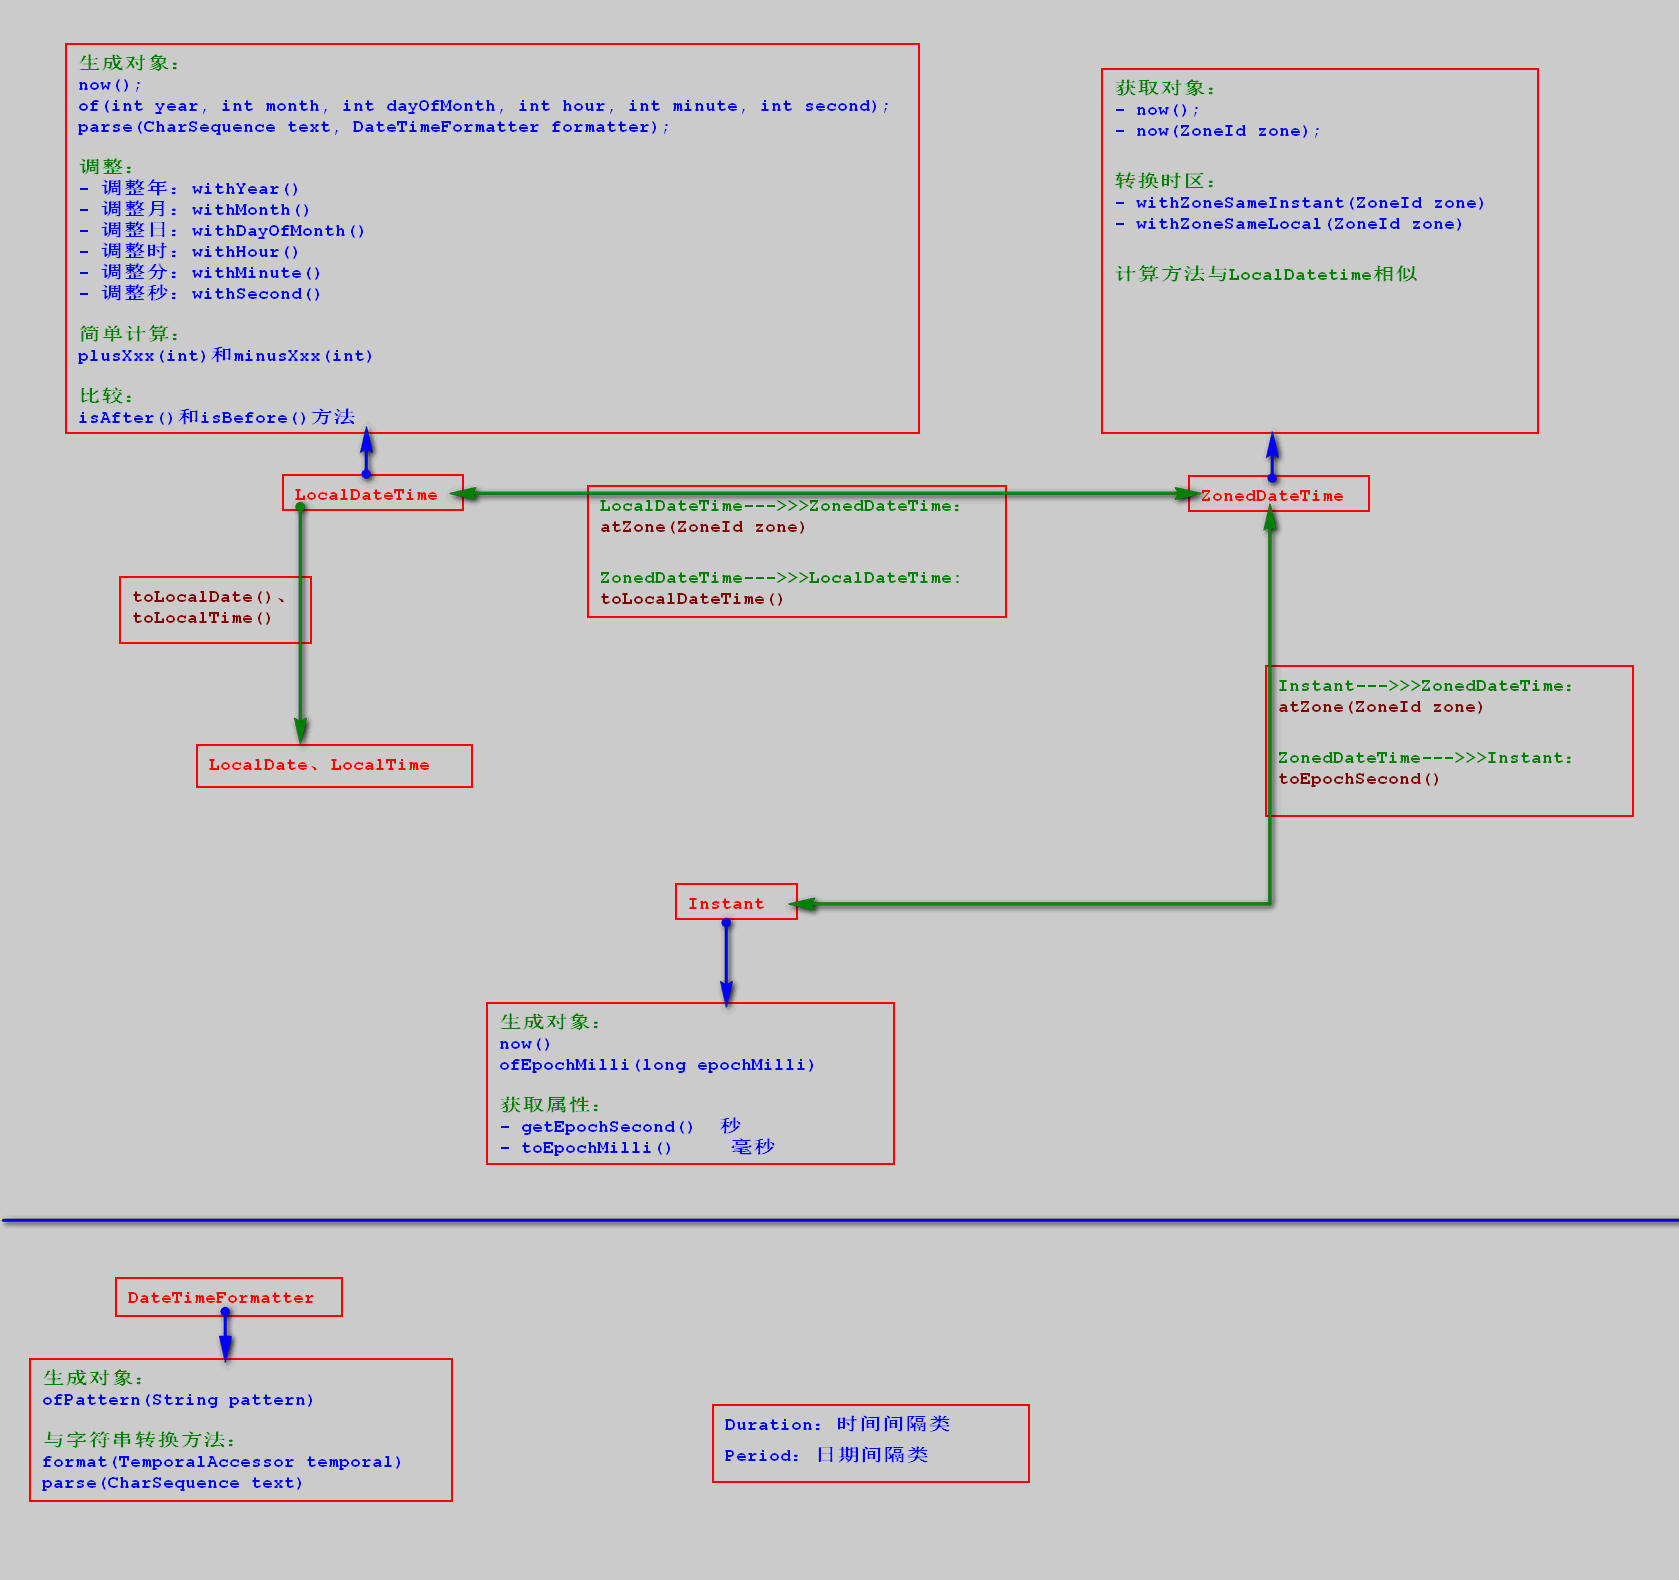 生成对象：
now();
of(int year, int month, int dayOfMonth, int hour, int minute, int second);
parse(CharSequence text, DateTimeFormatter formatter);
调整：
- 调整年：withYear()
- 调整月：withMonth()
- 调整日：withDayOfMonth()
- 调整时：withHour()
- 调整分：withMinute()
- 调整秒：withSecond()
简单计算：
plusXxx(int)和minusXxx(int)
比较：
isAfter()和isBefore()方法
获取对象：
- now();
- now(ZoneId zone);
转换时区：
- withZoneSameInstant(ZoneId zone)
- withZoneSameLocal(ZoneId zone)
计算方法与LocalDatetime相似
LocalDateTime
ZonedDateTime
LocalDateTime--->>>ZonedDateTime:
atZone(ZoneId zone)
ZonedDateTime--->>>LocalDateTime:
toLocalDateTime()
toLocalDate()、
toLocalTime()
LocalDate、LocalTime
Instant--->>>ZonedDateTime:
atZone(ZoneId zone)
ZonedDateTime--->>>Instant:
toEpochSecond()
Instant
生成对象：
now()
ofEpochMilli(long epochMilli)
获取属性：
- getEpochSecond() 秒
- toEpochMilli() 毫秒
DateTimeFormatter
生成对象：
ofPattern(String pattern)
与字符串转换方法：
format(TemporalAccessor temporal)
parse(CharSequence text)
Duration: 时间间隔类
Period: 日期间隔类